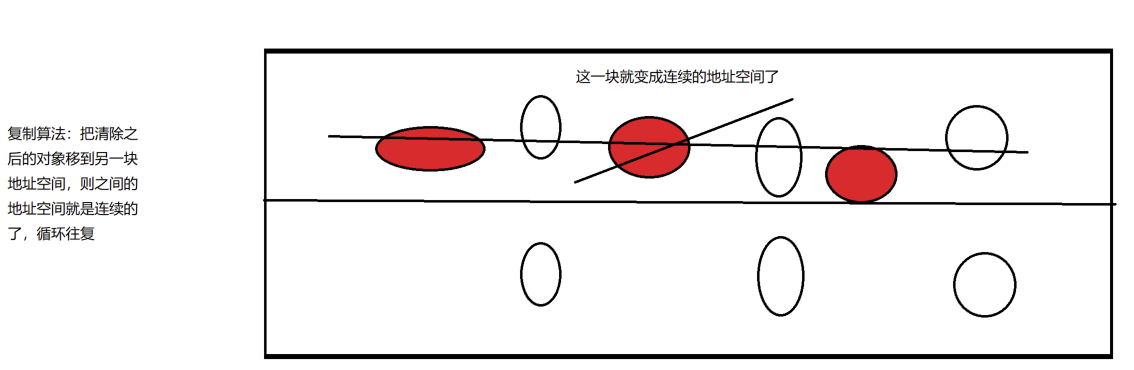 这一块就变成连续的地址空间了
复制算法：把清除之
后的对象移到另一块
地址空间，则之间的
地址空间就是连续的
了，循环往复